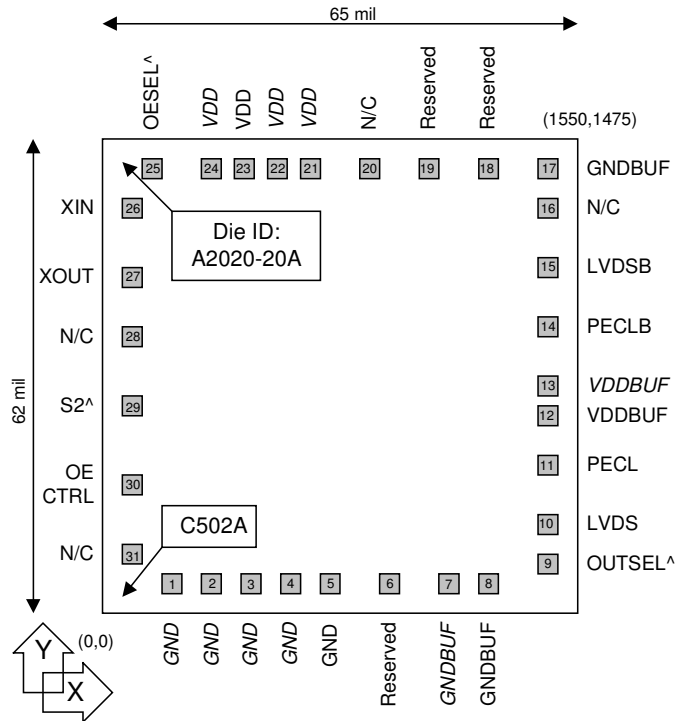 65 mil
OESEL^
VDD
VDD
VDD
VDD
N/C
Reserved
Reserved
(1550,1475)
25
24
23
22
21
20
19
18
17
GNDBUF
XIN
26
16
N/C
Die ID:
A2020-20A
XOUT
27
15
LVDSB
N/C
28
14
PECLB
62 mil
13
VDDBUF
S2^
29
12
VDDBUF
OE
CTRL
30
11
PECL
C502A
10
LVDS
N/C
31
9
OUTSEL^
1
2
3
4
5
6
7
8
GND
GND
GND
GND
GND
Reserved
GNDBUF
GNDBUF
(0,0)
Y
X